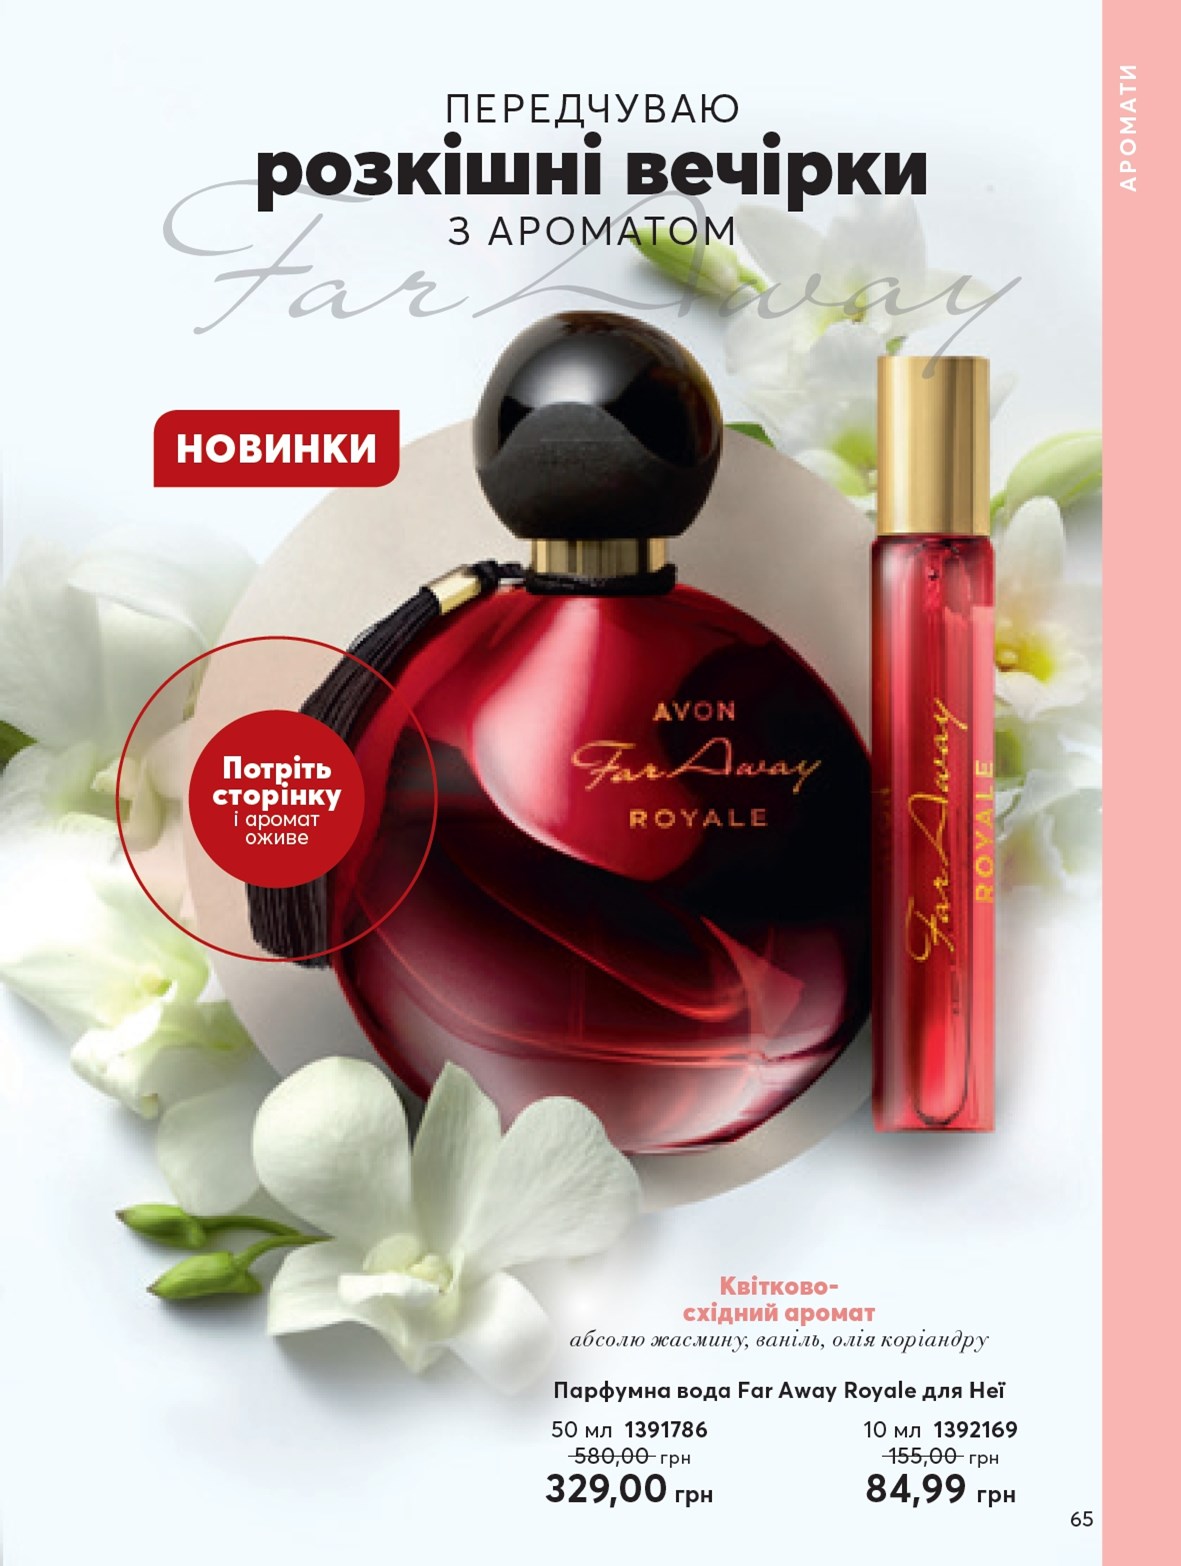 АРОМАТИ
ПЕРЕДЧУВАЮ
розкішні вечірки
З АРОМАТОМ
Far Away
НОВИНКИ
AVON
Far Away
ROYALE
Far Away
ROYALE
Потріть
сторінку
і аромат
оживе
Квітково-
східний аромат
абсолю жасмину, ваніль, олія коріандру
Парфумна вода Far Away Royale для Неї
50 мл 1391786
580,00 грн
329,00 грн
10 мл 1392169
155,00 грн
84,99 грн
65